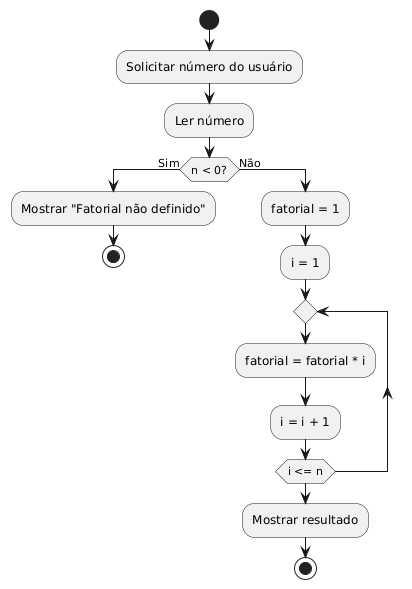 Solicitar número do usuário
Ler número
Sim
n < 0?
Não
Mostrar "Fatorial não definido"
fatorial = 1
i = 1
fatorial = fatorial * i
i = i + 1
i <= n
Mostrar resultado